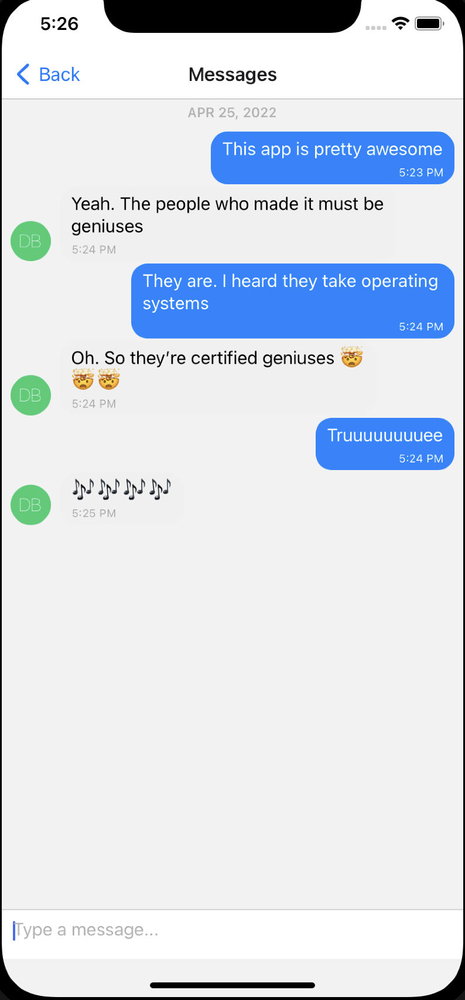 5:26
Back
Messages
APR 25, 2022
This app is pretty awesome
5:23 PM
Yeah. The people who made it must be
geniuses
5:24 PM
DB
They are. I heard they take operating
systems
5:24 PM
Oh. So they’re certified geniuses 🤯
🤯🤯
5:24 PM
DB
Truuuuuuuuee
5:24 PM
🎶🎶🎶🎶
5:25 PM
DB
Type a message...